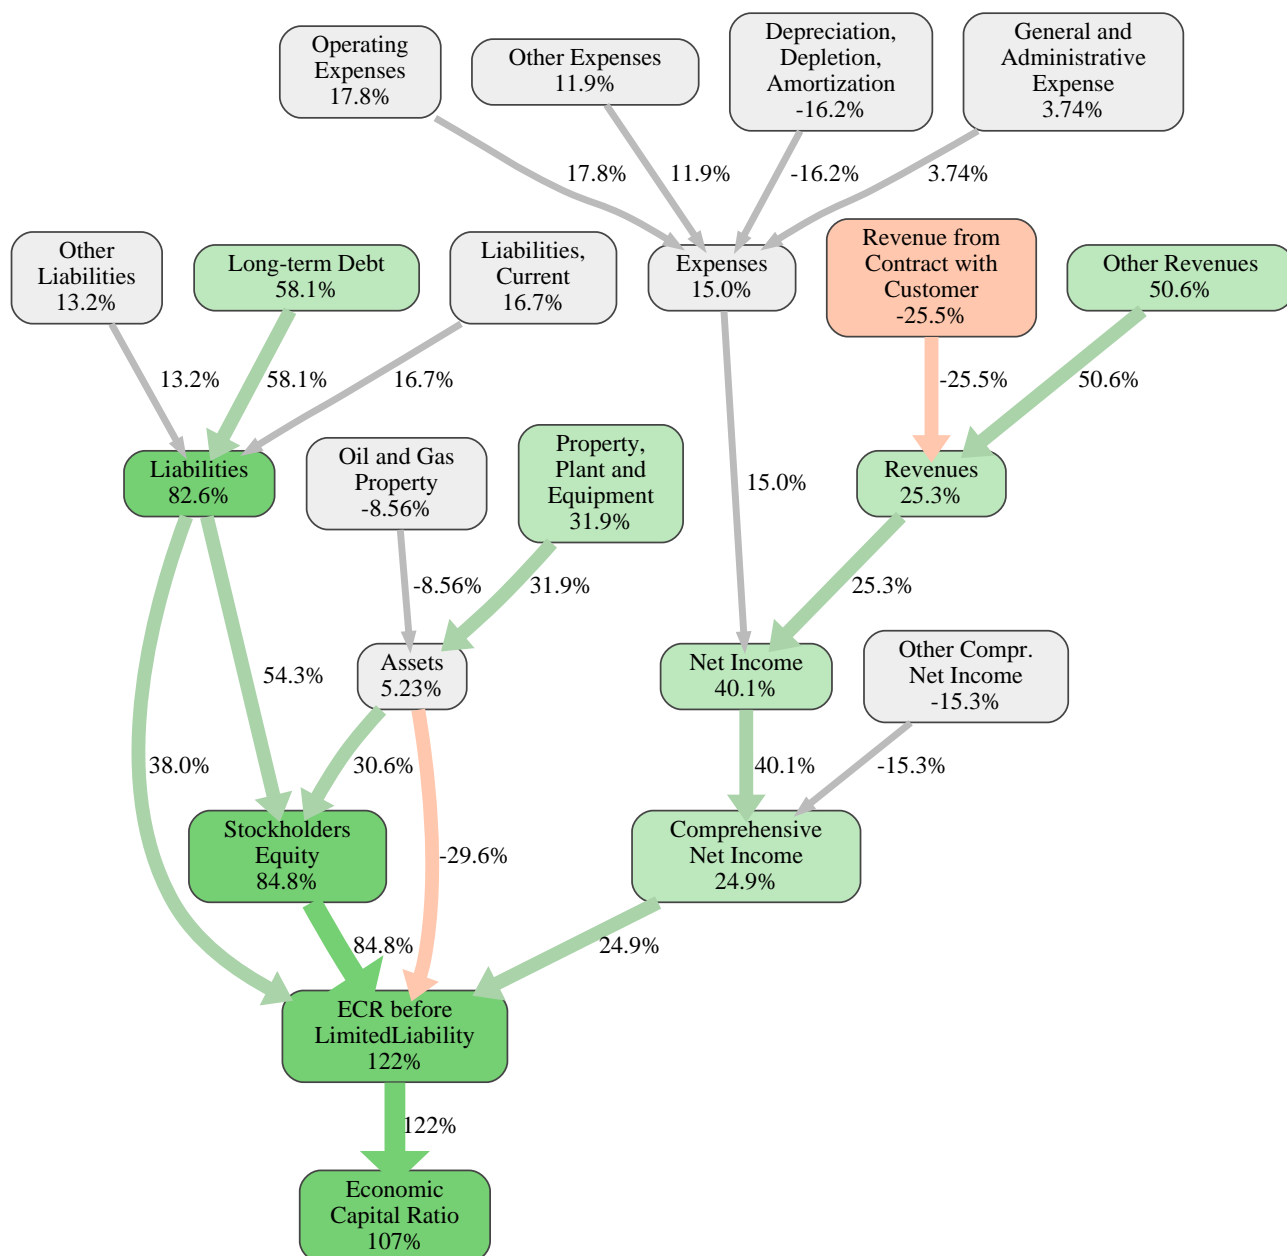 Operating
Expenses
17.8%
Other Expenses
11.9%
Depreciation,
Depletion,
Amortization
-16.2%
General and
Administrative
Expense
3.74%
17.8%
11.9%
-16.2%
3.74%
Other
Liabilities
13.2%
Long-term Debt
58.1%
Liabilities,
Current
16.7%
Expenses
15.0%
Revenue from
Contract with
Customer
-25.5%
Other Revenues
50.6%
13.2%
58.1%
16.7%
-25.5%
50.6%
Liabilities
82.6%
Oil and Gas
Property
-8.56%
Property,
Plant and
Equipment
31.9%
15.0%
Revenues
25.3%
-8.56%
31.9%
25.3%
54.3%
Assets
5.23%
Net Income
40.1%
Other Compr.
Net Income
-15.3%
38.0%
30.6%
40.1%
-15.3%
Stockholders
Equity
84.8%
-29.6%
Comprehensive
Net Income
24.9%
84.8%
24.9%
ECR before
LimitedLiability
122%
122%
Economic
Capital Ratio
107%